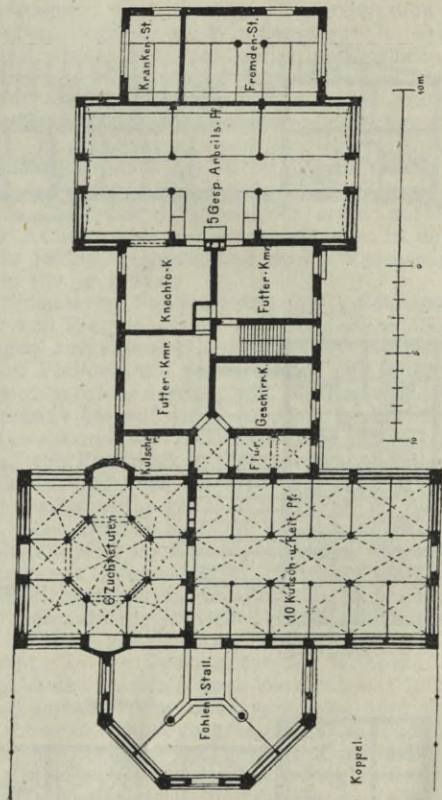 Kranken-St.
Fremden-St.
5 Gesp. Arbeits-Pf.
Knechte-K
Futter-Kmr.
Futter-Kmr.
Geschirr-K.
Kutscher
Flur.
6 Zuchtstuten
10 Kutsch-u. Reit Pf.
Fohlen-Stall.
Koppel.
10
5
0
10m.